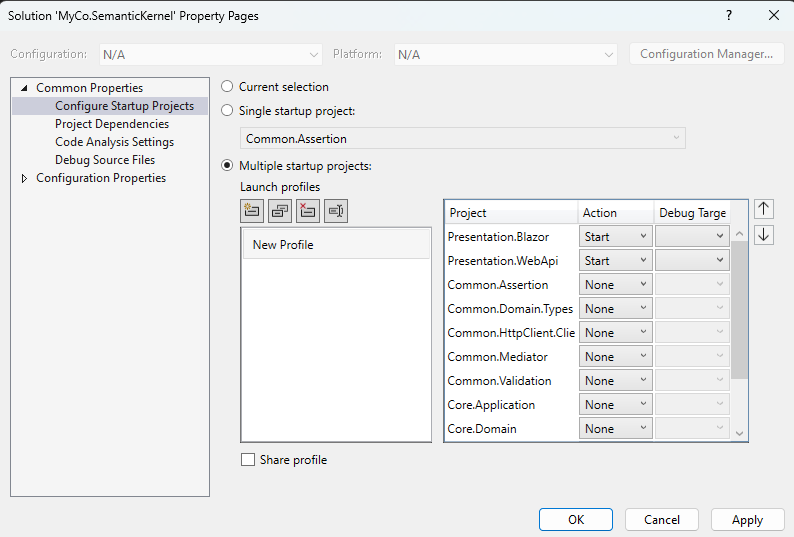 Solution 'MyCo.SemanticKernel' Property Pages
Configuration: N/A Platform: N/A Configuration Manager...
Common Properties
Configure Startup Projects
Project Dependencies
Code Analysis Settings
Debug Source Files
Configuration Properties
Current selection
Single startup project:
Common.Assertion
Multiple startup projects:
Launch profiles
New Profile
Share profile
Project Action Debug Targe
Presentation.Blazor Start
Presentation.WebApi Start
Common.Assertion None
Common.Domain.Types None
Common.HttpClient.Clie None
Common.Mediator None
Common.Validation None
Core.Application None
Core.Domain None
OK Cancel Apply